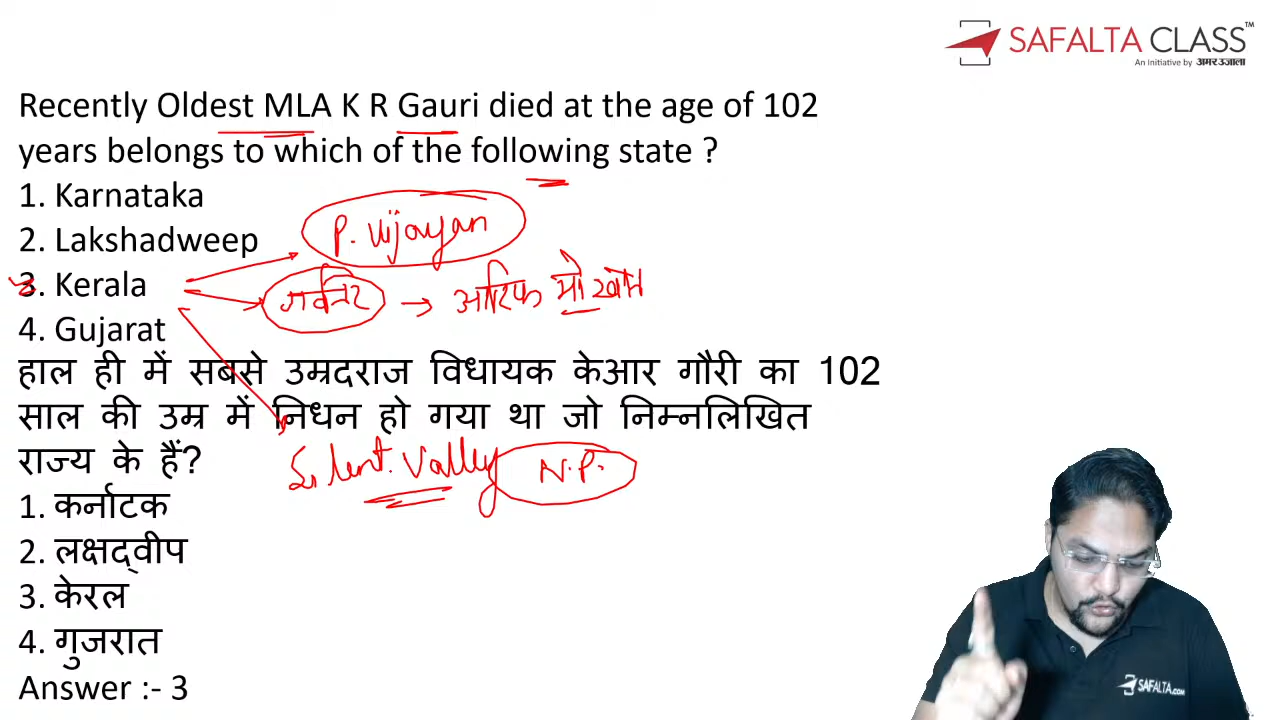 SAFALTA CLASS™
An Initiative by अमर उजाला
Recently Oldest MLA K R Gauri died at the age of 102
years belongs to which of the following state ?
1. Karnataka
2. Lakshadweep
P. Vijayan
3. Kerala
गवर्नर → आरिफ मो खान
4. Gujarat
हाल ही में सबसे उम्रदराज विधायक केआर गौरी का 102
साल की उम्र में निधन हो गया था जो निम्नलिखित
राज्य के हैं?
Silent Valley N.P.
1. कर्नाटक
2. लक्षद्वीप
3. केरल
4. गुजरात
Answer :- 3
SAFALTA.COM